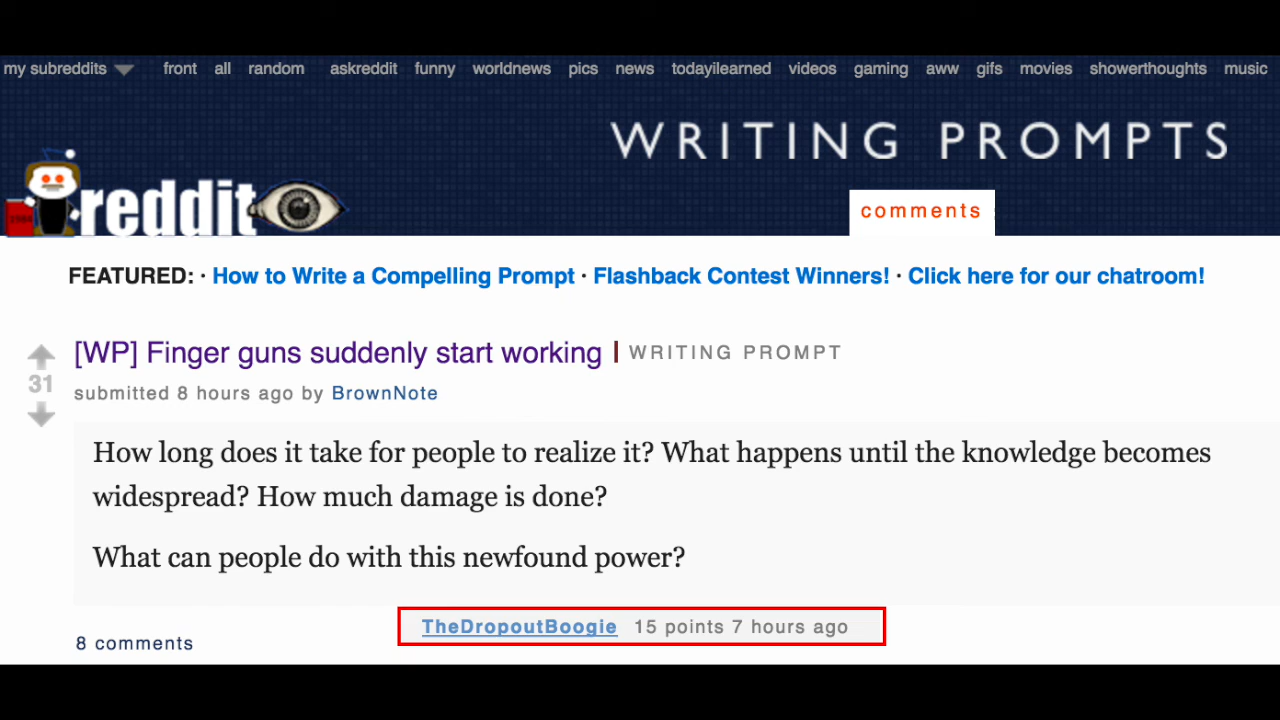 my subreddits front all random askreddit funny worldnews pics news todayilearned videos gaming aww gifs movies showerthoughts music
WRITING PROMPTS
reddit
comments
FEATURED: · How to Write a Compelling Prompt · Flashback Contest Winners! · Click here for our chatroom!
[WP] Finger guns suddenly start working | WRITING PROMPT
31
submitted 8 hours ago by BrownNote
How long does it take for people to realize it? What happens until the knowledge becomes
widespread? How much damage is done?
What can people do with this newfound power?
TheDropoutBoogie 15 points 7 hours ago
8 comments